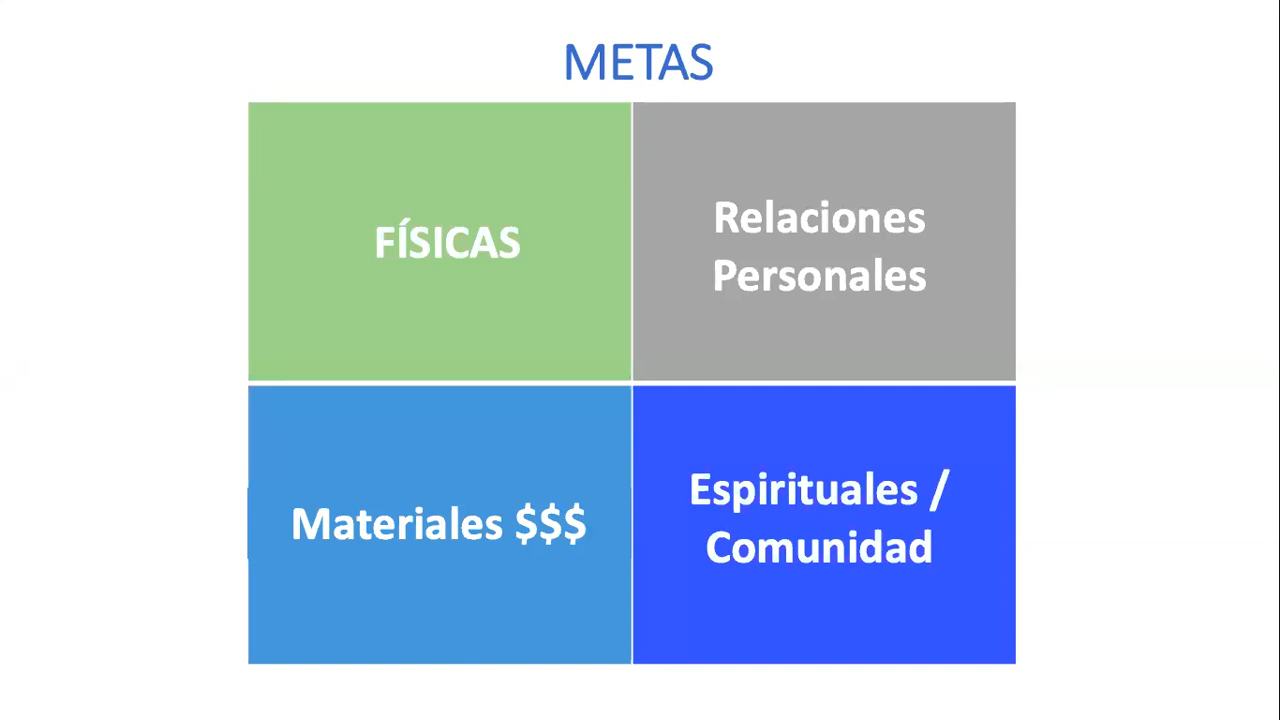 METAS
FÍSICAS
Relaciones
Personales
Materiales $$$
Espirituales /
Comunidad